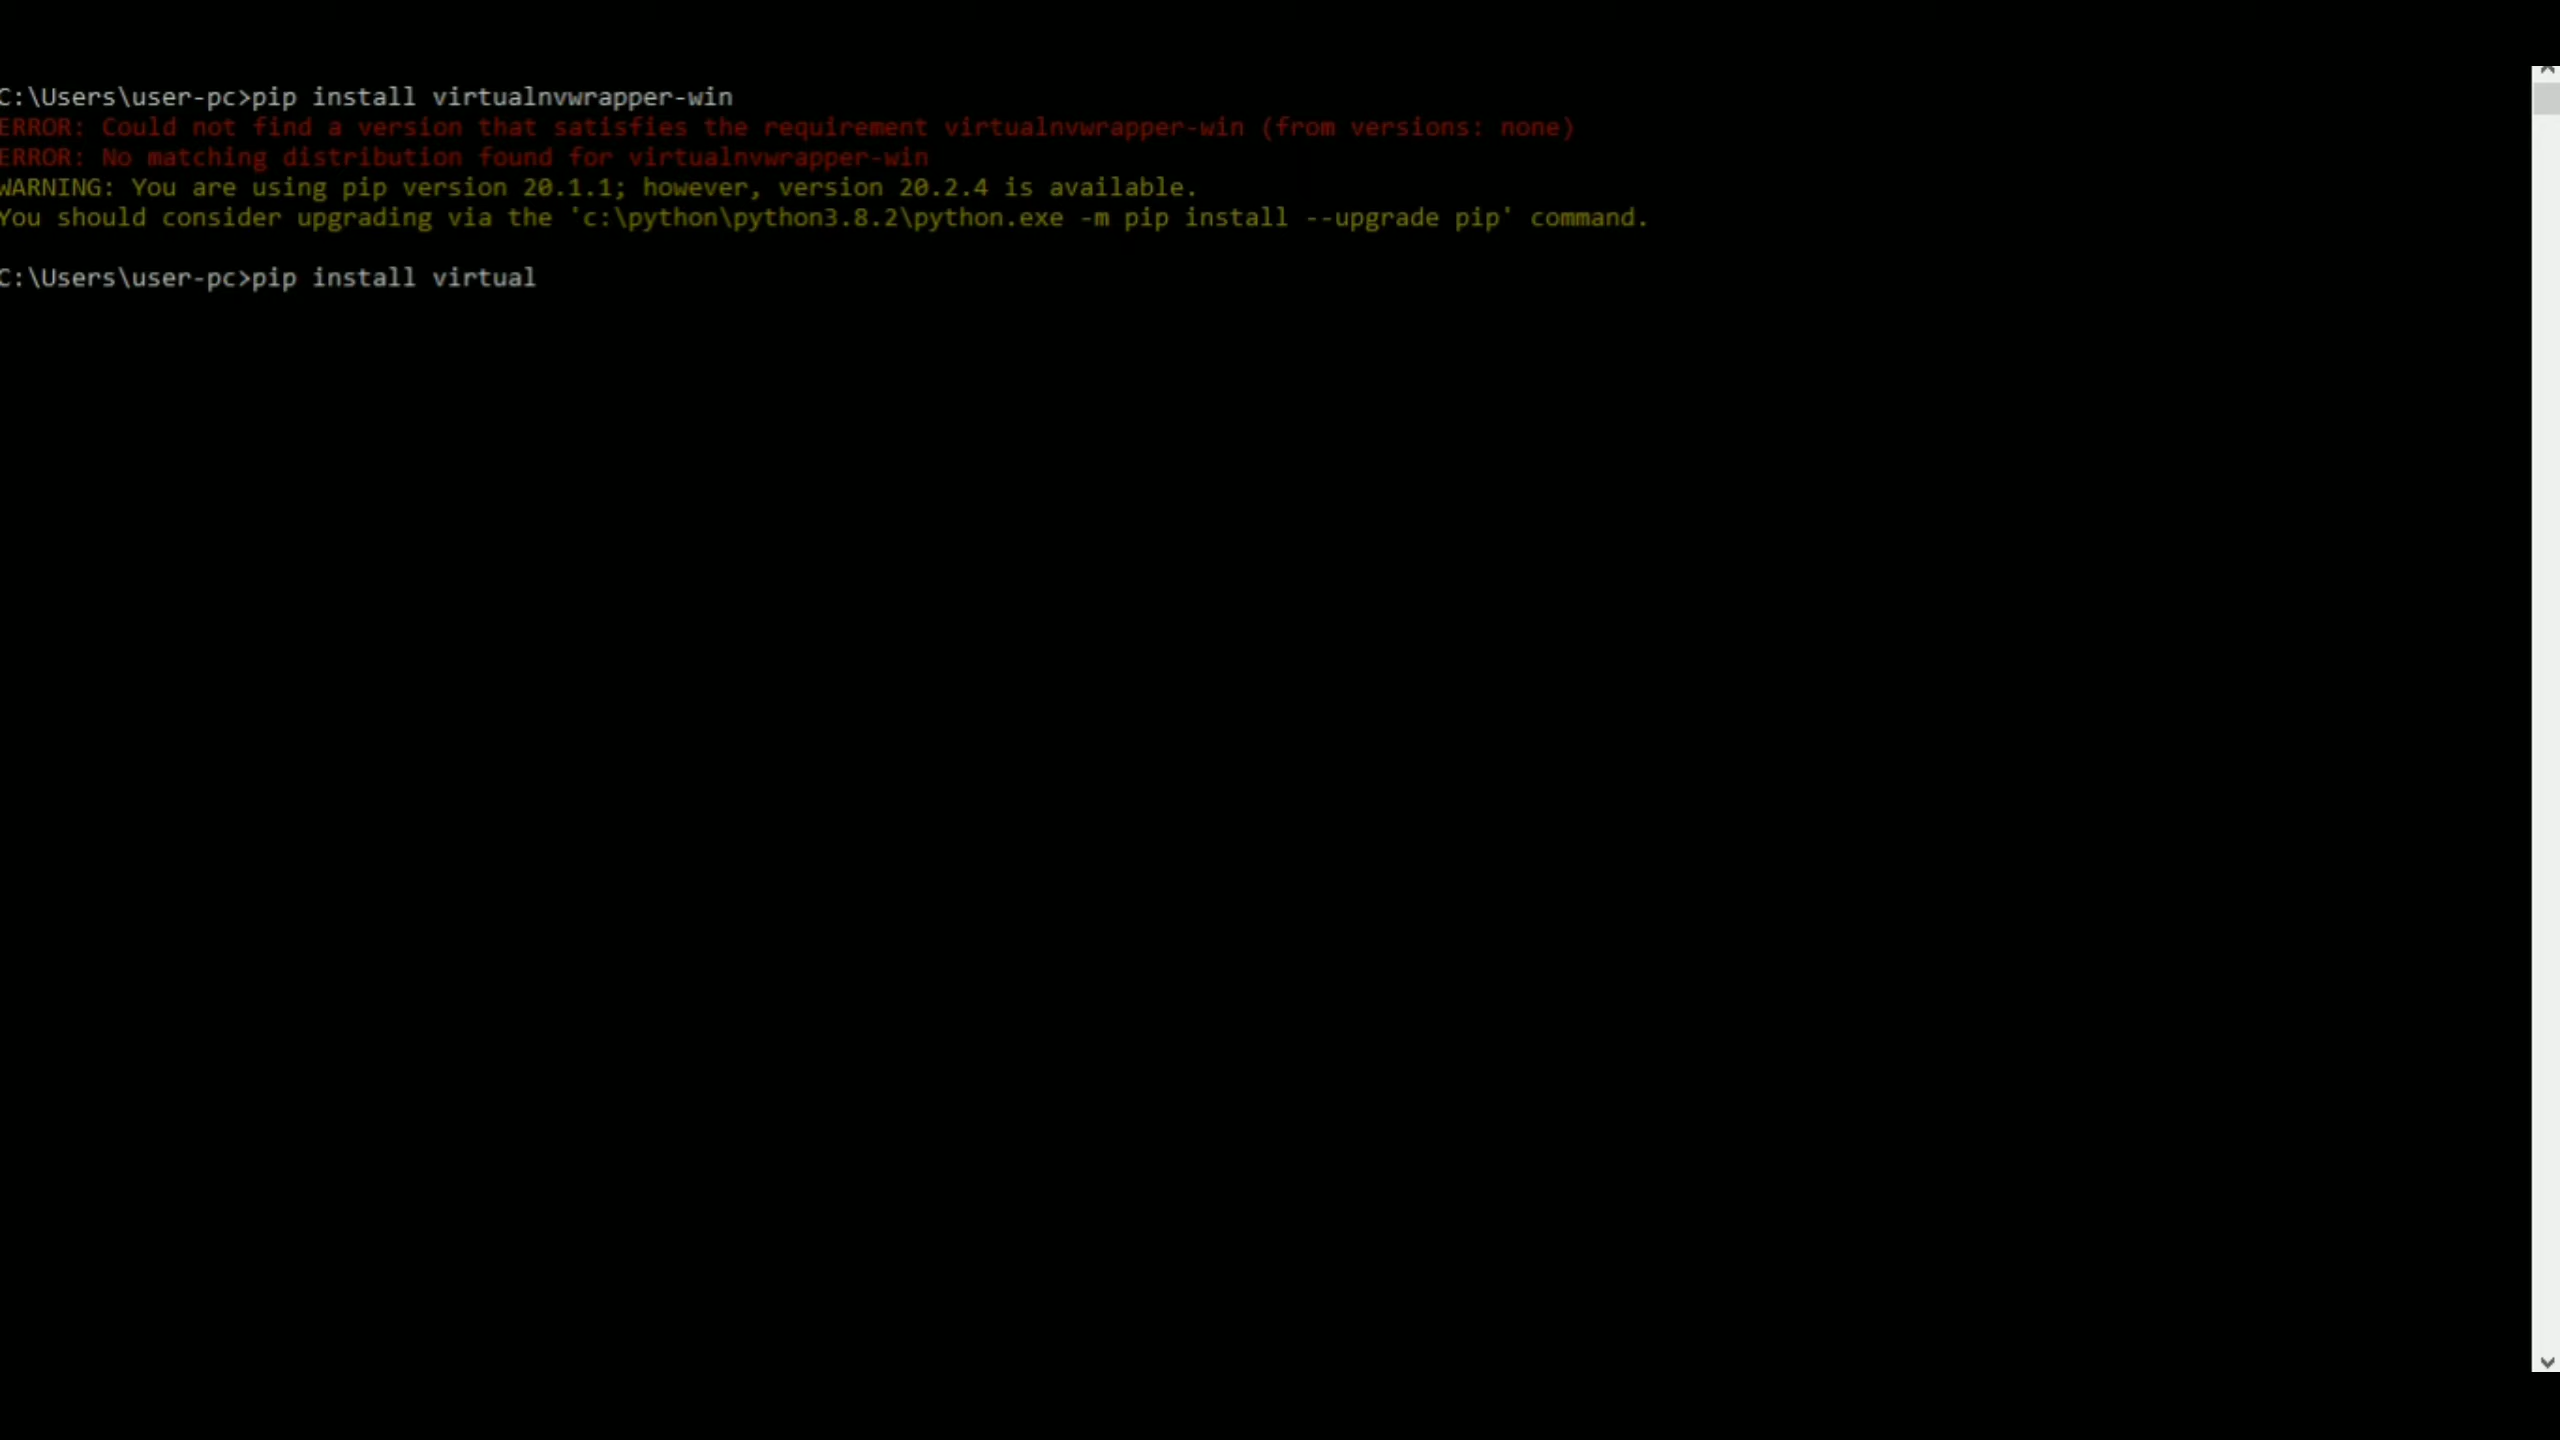 C:\Users\user-pc>pip install virtualnvwrapper-win
ERROR: Could not find a version that satisfies the requirement virtualnvwrapper-win (from versions: none)
ERROR: No matching distribution found for virtualnvwrapper-win
WARNING: You are using pip version 20.1.1; however, version 20.2.4 is available.
You should consider upgrading via the 'c:\python\python3.8.2\python.exe -m pip install --upgrade pip' command.
C:\Users\user-pc>pip install virtual